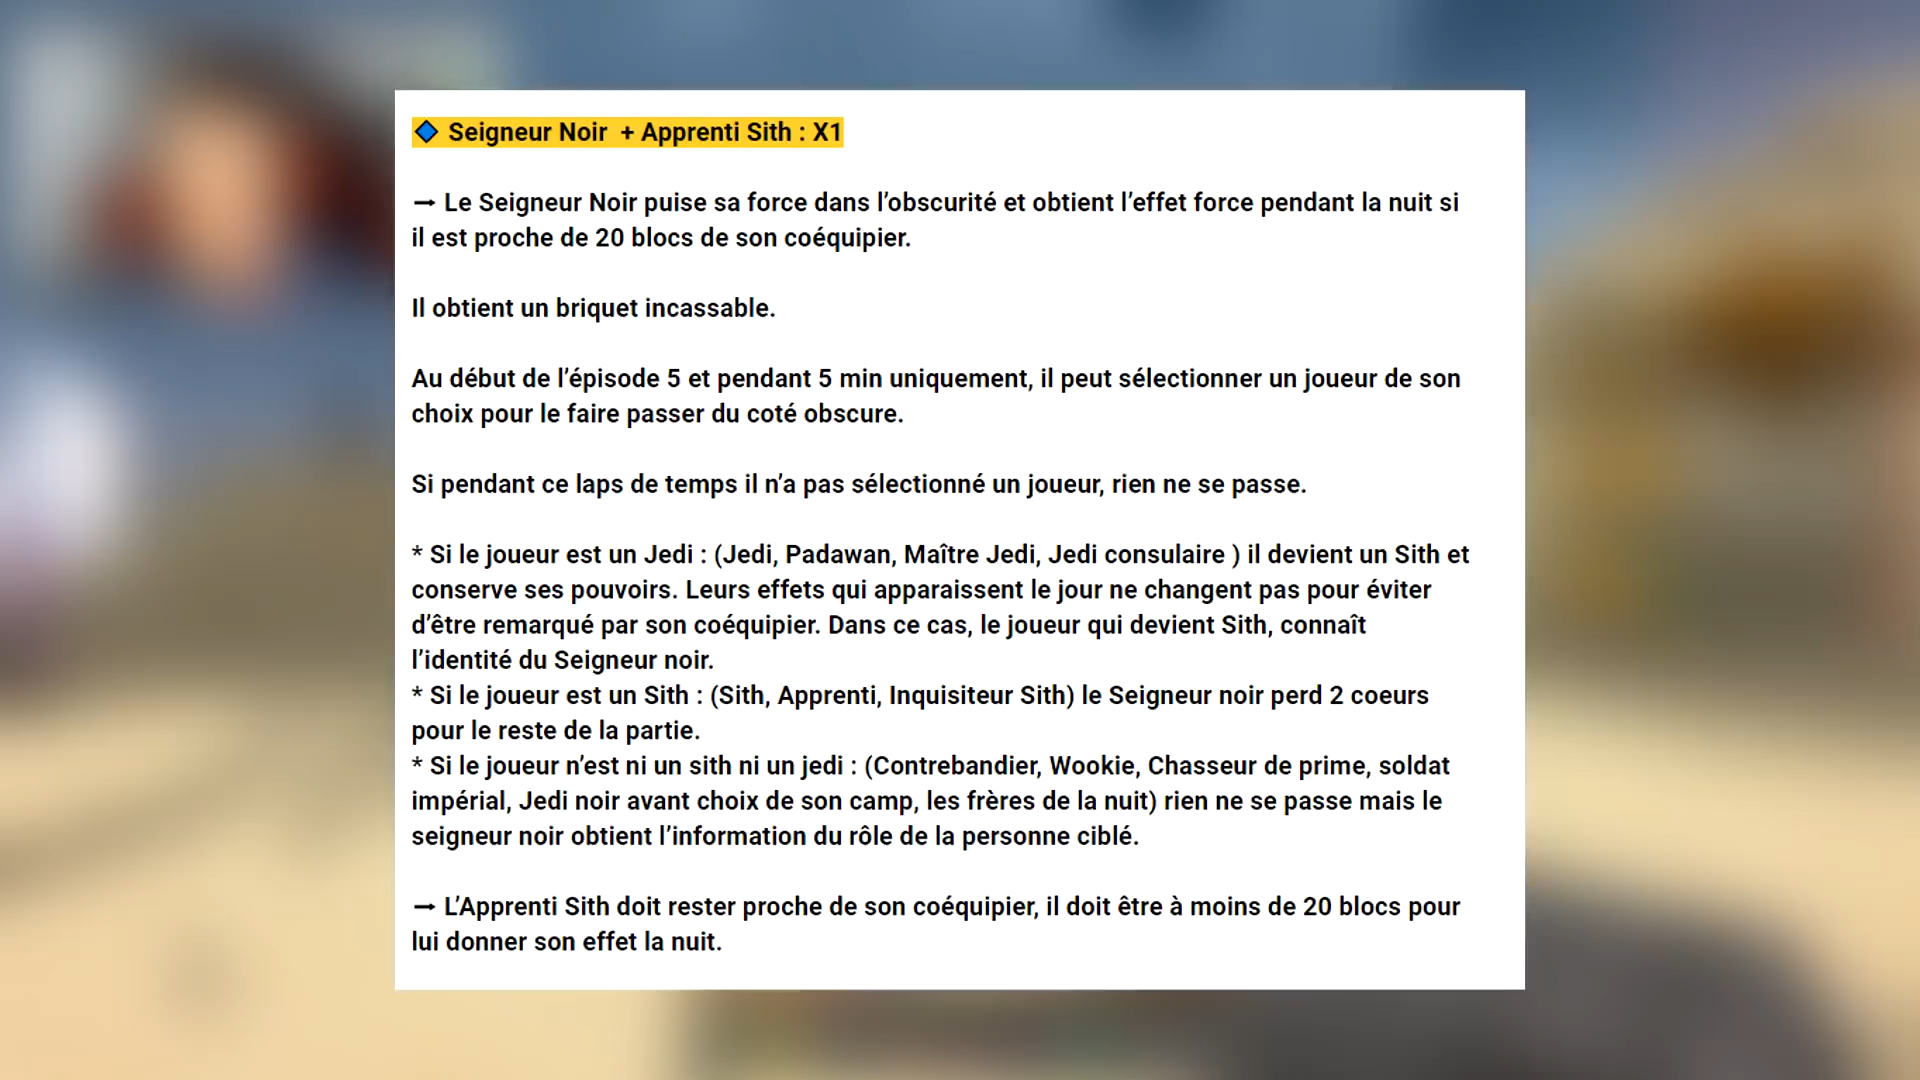 Seigneur Noir + Apprenti Sith : X1
→ Le Seigneur Noir puise sa force dans l’obscurité et obtient l’effet force pendant la nuit si
il est proche de 20 blocs de son coéquipier.
Il obtient un briquet incassable.
Au début de l’épisode 5 et pendant 5 min uniquement, il peut sélectionner un joueur de son
choix pour le faire passer du coté obscure.
Si pendant ce laps de temps il n’a pas sélectionné un joueur, rien ne se passe.
* Si le joueur est un Jedi : (Jedi, Padawan, Maître Jedi, Jedi consulaire ) il devient un Sith et
conserve ses pouvoirs. Leurs effets qui apparaissent le jour ne changent pas pour éviter
d’être remarqué par son coéquipier. Dans ce cas, le joueur qui devient Sith, connaît
l’identité du Seigneur noir.
* Si le joueur est un Sith : (Sith, Apprenti, Inquisiteur Sith) le Seigneur noir perd 2 coeurs
pour le reste de la partie.
* Si le joueur n’est ni un sith ni un jedi : (Contrebandier, Wookie, Chasseur de prime, soldat
impérial, Jedi noir avant choix de son camp, les frères de la nuit) rien ne se passe mais le
seigneur noir obtient l’information du rôle de la personne ciblé.
→ L’Apprenti Sith doit rester proche de son coéquipier, il doit être à moins de 20 blocs pour
lui donner son effet la nuit.